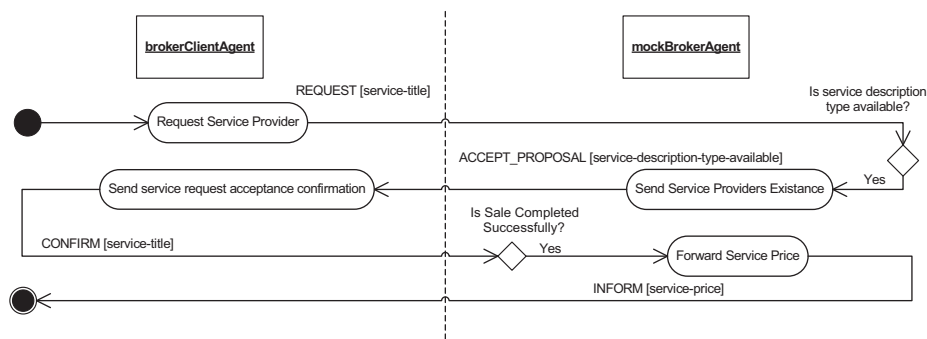 brokerClientAgent
mockBrokerAgent
REQUEST [service-title]
Is service description
type available?
Request Service Provider
ACCEPT_PROPOSAL [service-description-type-available]
Yes
Send service request acceptance confirmation
Send Service Providers Existance
Is Sale Completed
Successfully?
CONFIRM [service-title]
Yes
Forward Service Price
INFORM [service-price]